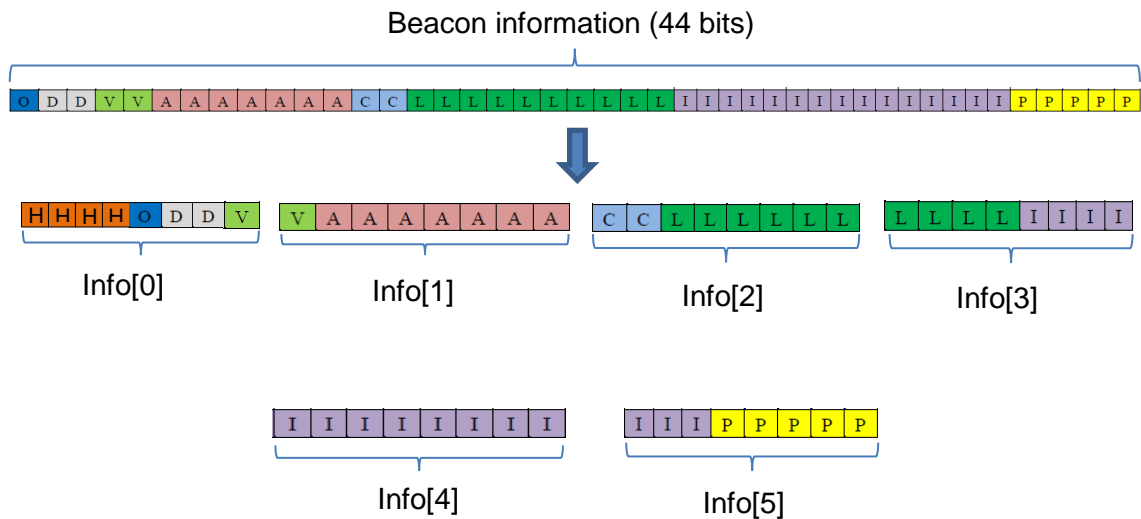 Beacon information (44 bits)
O D D V V A A A A A A A C C L L L L L L L L L L I I I I I I I I I I I I I I I P P P P P
H H H H O D D V V A A A A A A A C C L L L L L L L L L L I I I I
Info[0] Info[1] Info[2] Info[3]
I I I I I I I I I I I P P P P P
Info[4] Info[5]